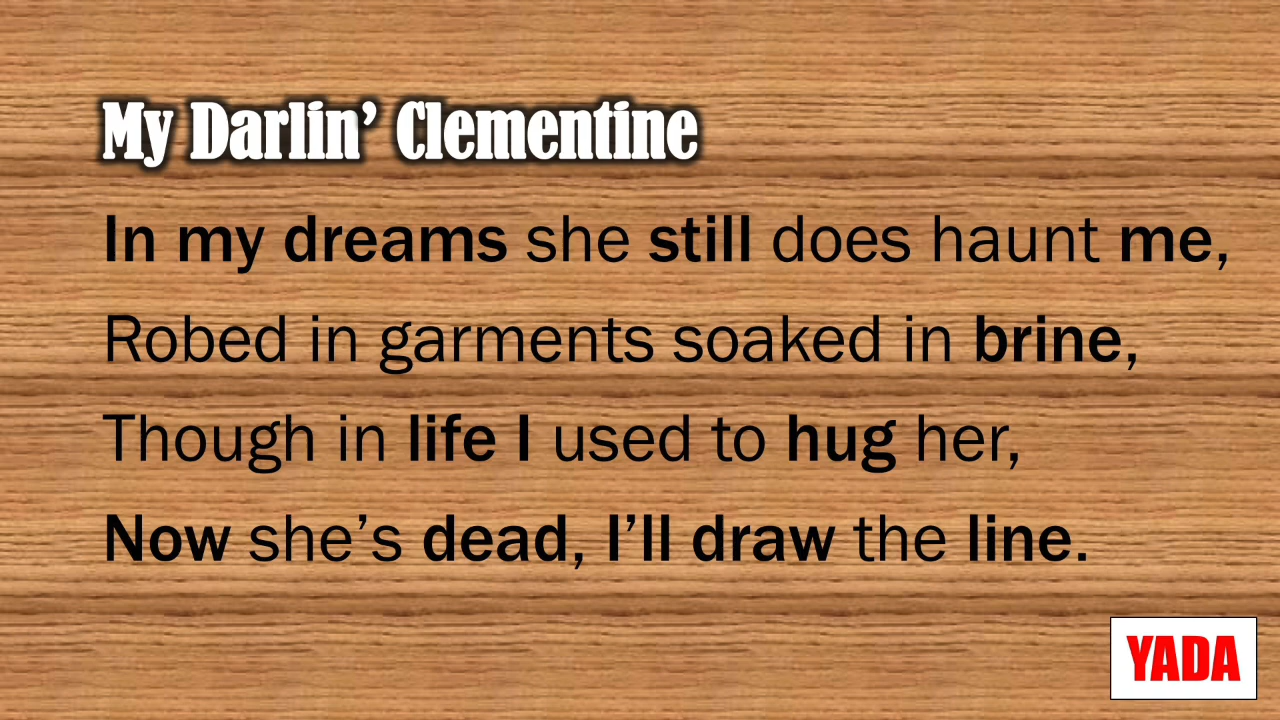 My Darlin’ Clementine
In my dreams she still does haunt me,
Robed in garments soaked in brine,
Though in life I used to hug her,
Now she’s dead, I’ll draw the line.
YADA